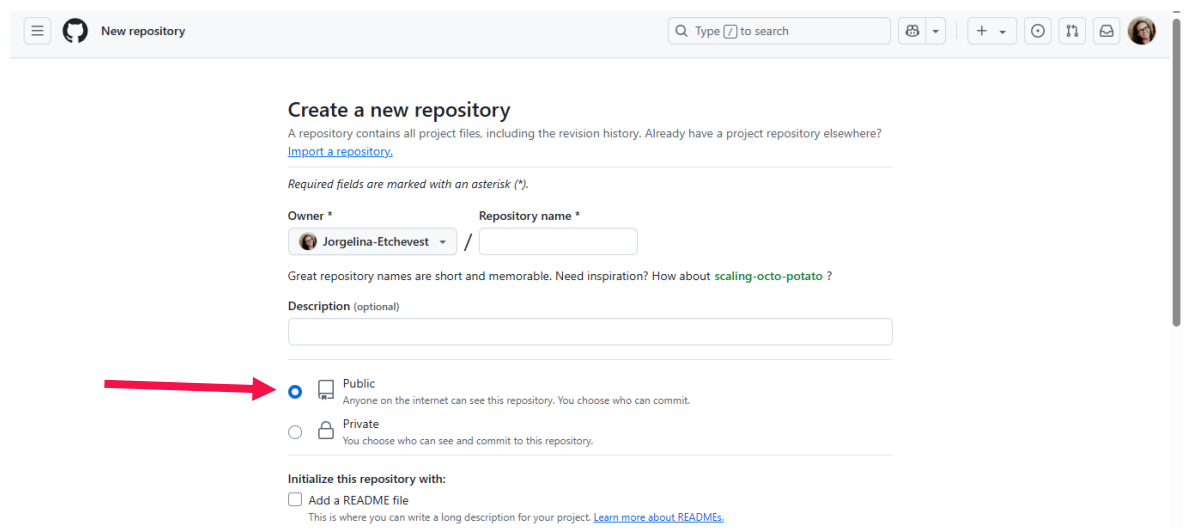 New repository
Type / to search
Create a new repository
A repository contains all project files, including the revision history. Already have a project repository elsewhere?
Import a repository.
Required fields are marked with an asterisk (*).
Owner * Repository name *
Jorgelina-Etchevest /
Great repository names are short and memorable. Need inspiration? How about scaling-octo-potato ?
Description (optional)
Public
Anyone on the internet can see this repository. You choose who can commit.
Private
You choose who can see and commit to this repository.
Initialize this repository with:
Add a README file
This is where you can write a long description for your project. Learn more about READMEs.